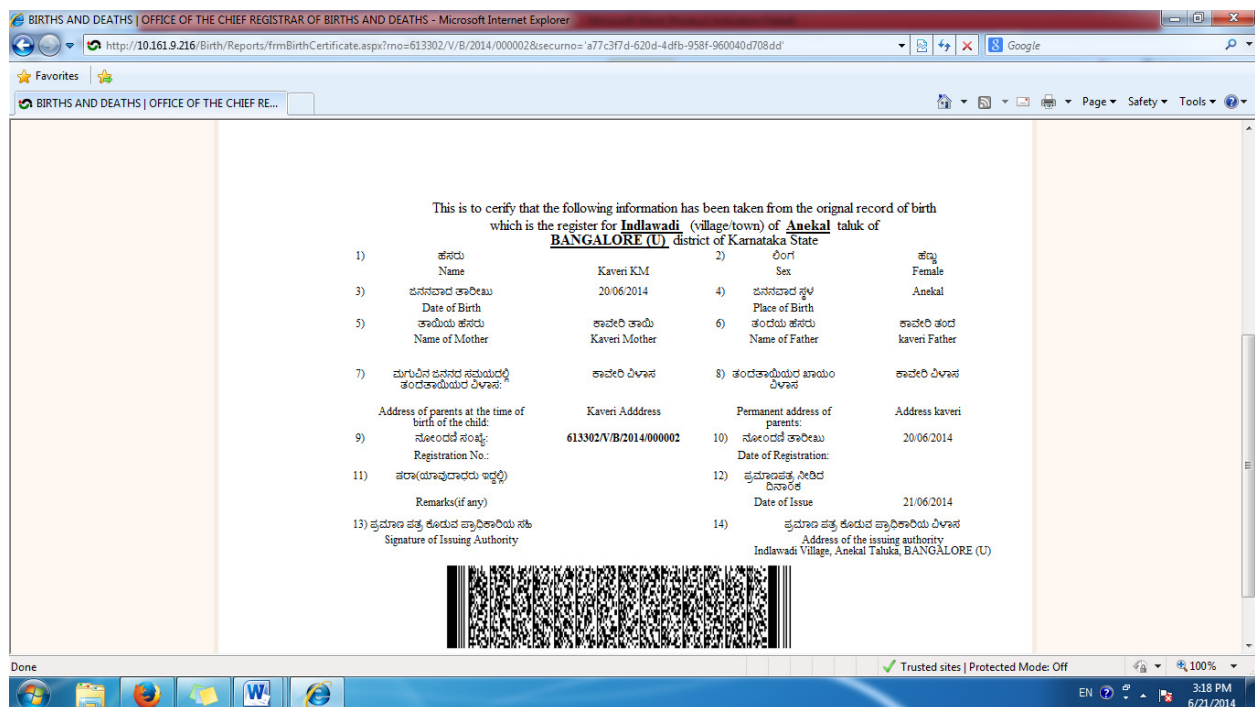 BIRTHS AND DEATHS | OFFICE OF THE CHIEF REGISTRAR OF BIRTHS AND DEATHS - Microsoft Internet Explorer
http://10.161.9.216/Birth/Reports/frmBirthCertificate.aspx?rno=613302/V/B/2014/000002&securno='a77c3f7d-620d-4dfb-958f-960040d708dd' Google
Favorites
BIRTHS AND DEATHS | OFFICE OF THE CHIEF RE... Page Safety Tools
This is to cerify that the following information has been taken from the orignal record of birth
which is the register for Indlawadi (village/town) of Anekal taluk of
BANGALORE (U) district of Karnataka State
1) ಹೆಸರು 2) ಲಿಂಗ ಹೆಣ್ಣು
Name Kaveri KM Sex Female
3) ಜನನವಾದ ತಾರೀಖು 20/06/2014 4) ಜನನವಾದ ಸ್ಥಳ Anekal
Date of Birth Place of Birth
5) ತಾಯಿಯ ಹೆಸರು ಕಾವೇರಿ ತಾಯಿ 6) ತಂದೆಯ ಹೆಸರು ಕಾವೇರಿ ತಂದೆ
Name of Mother Kaveri Mother Name of Father kaveri Father
7) ಮಗುವಿನ ಜನನದ ಸಮಯದಲ್ಲಿ ಕಾವೇರಿ ವಿಳಾಸ 8) ತಂದೆತಾಯಿಯರ ಖಾಯಂ ಕಾವೇರಿ ವಿಳಾಸ
ತಂದೆತಾಯಿಯರ ವಿಳಾಸ: ವಿಳಾಸ
Address of parents at the time of Kaveri Adddress Permanent address of Address kaveri
birth of the child: parents:
9) ನೋಂದಣಿ ಸಂಖ್ಯೆ: 613302/V/B/2014/000002 10) ನೋಂದಣಿ ತಾರೀಖು 20/06/2014
Registration No.: Date of Registration:
11) ಷರಾ(ಯಾವುದಾಧರು ಇದ್ದಲ್ಲಿ) 12) ಪ್ರಮಾಣಪತ್ರ ನೀಡಿದ
ದಿನಾಂಕ
Remarks(if any) Date of Issue 21/06/2014
13) ಪ್ರಮಾಣ ಪತ್ರ ಕೊಡುವ ಪ್ರಾಧಿಕಾರಿಯ ಸಹಿ 14) ಪ್ರಮಾಣ ಪತ್ರ ಕೊಡುವ ಪ್ರಾಧಿಕಾರಿಯ ವಿಳಾಸ
Signature of Issuing Authority Address of the issuing authority
Indlawadi Village, Anekal Taluka, BANGALORE (U)
Done Trusted sites | Protected Mode: Off 100%
EN 3:18 PM
6/21/2014